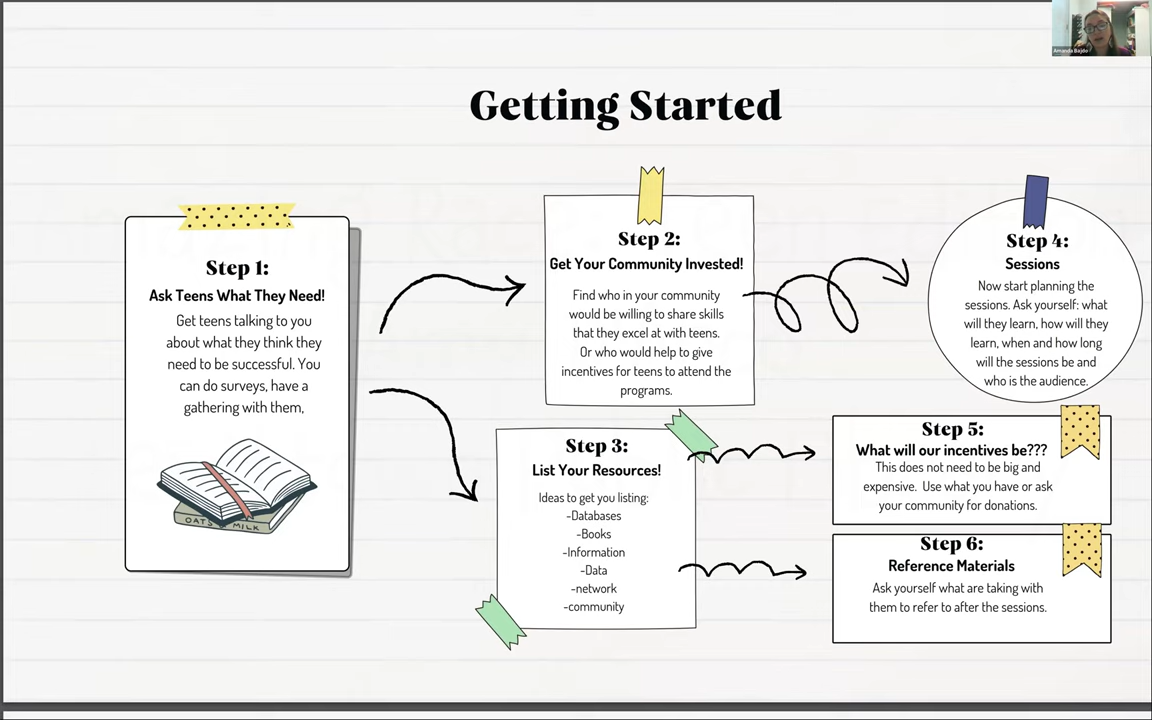 Amanda Bajdo
Getting Started
Step 1:
Ask Teens What They Need!
Get teens talking to you
about what they think they
need to be successful. You
can do surveys, have a
gathering with them,
OATS MILK
Step 2:
Get Your Community Invested!
Find who in your community
would be willing to share skills
that they excel at with teens.
Or who would help to give
incentives for teens to attend the
programs.
Step 3:
List Your Resources!
Ideas to get you listing:
-Databases
-Books
-Information
-Data
-network
-community
Step 4:
Sessions
Now start planning the
sessions. Ask yourself: what
will they learn, how will they
learn, when and how long
will the sessions be and
who is the audience.
Step 5:
What will our incentives be???
This does not need to be big and
expensive. Use what you have or ask
your community for donations.
Step 6:
Reference Materials
Ask yourself what are taking with
them to refer to after the sessions.